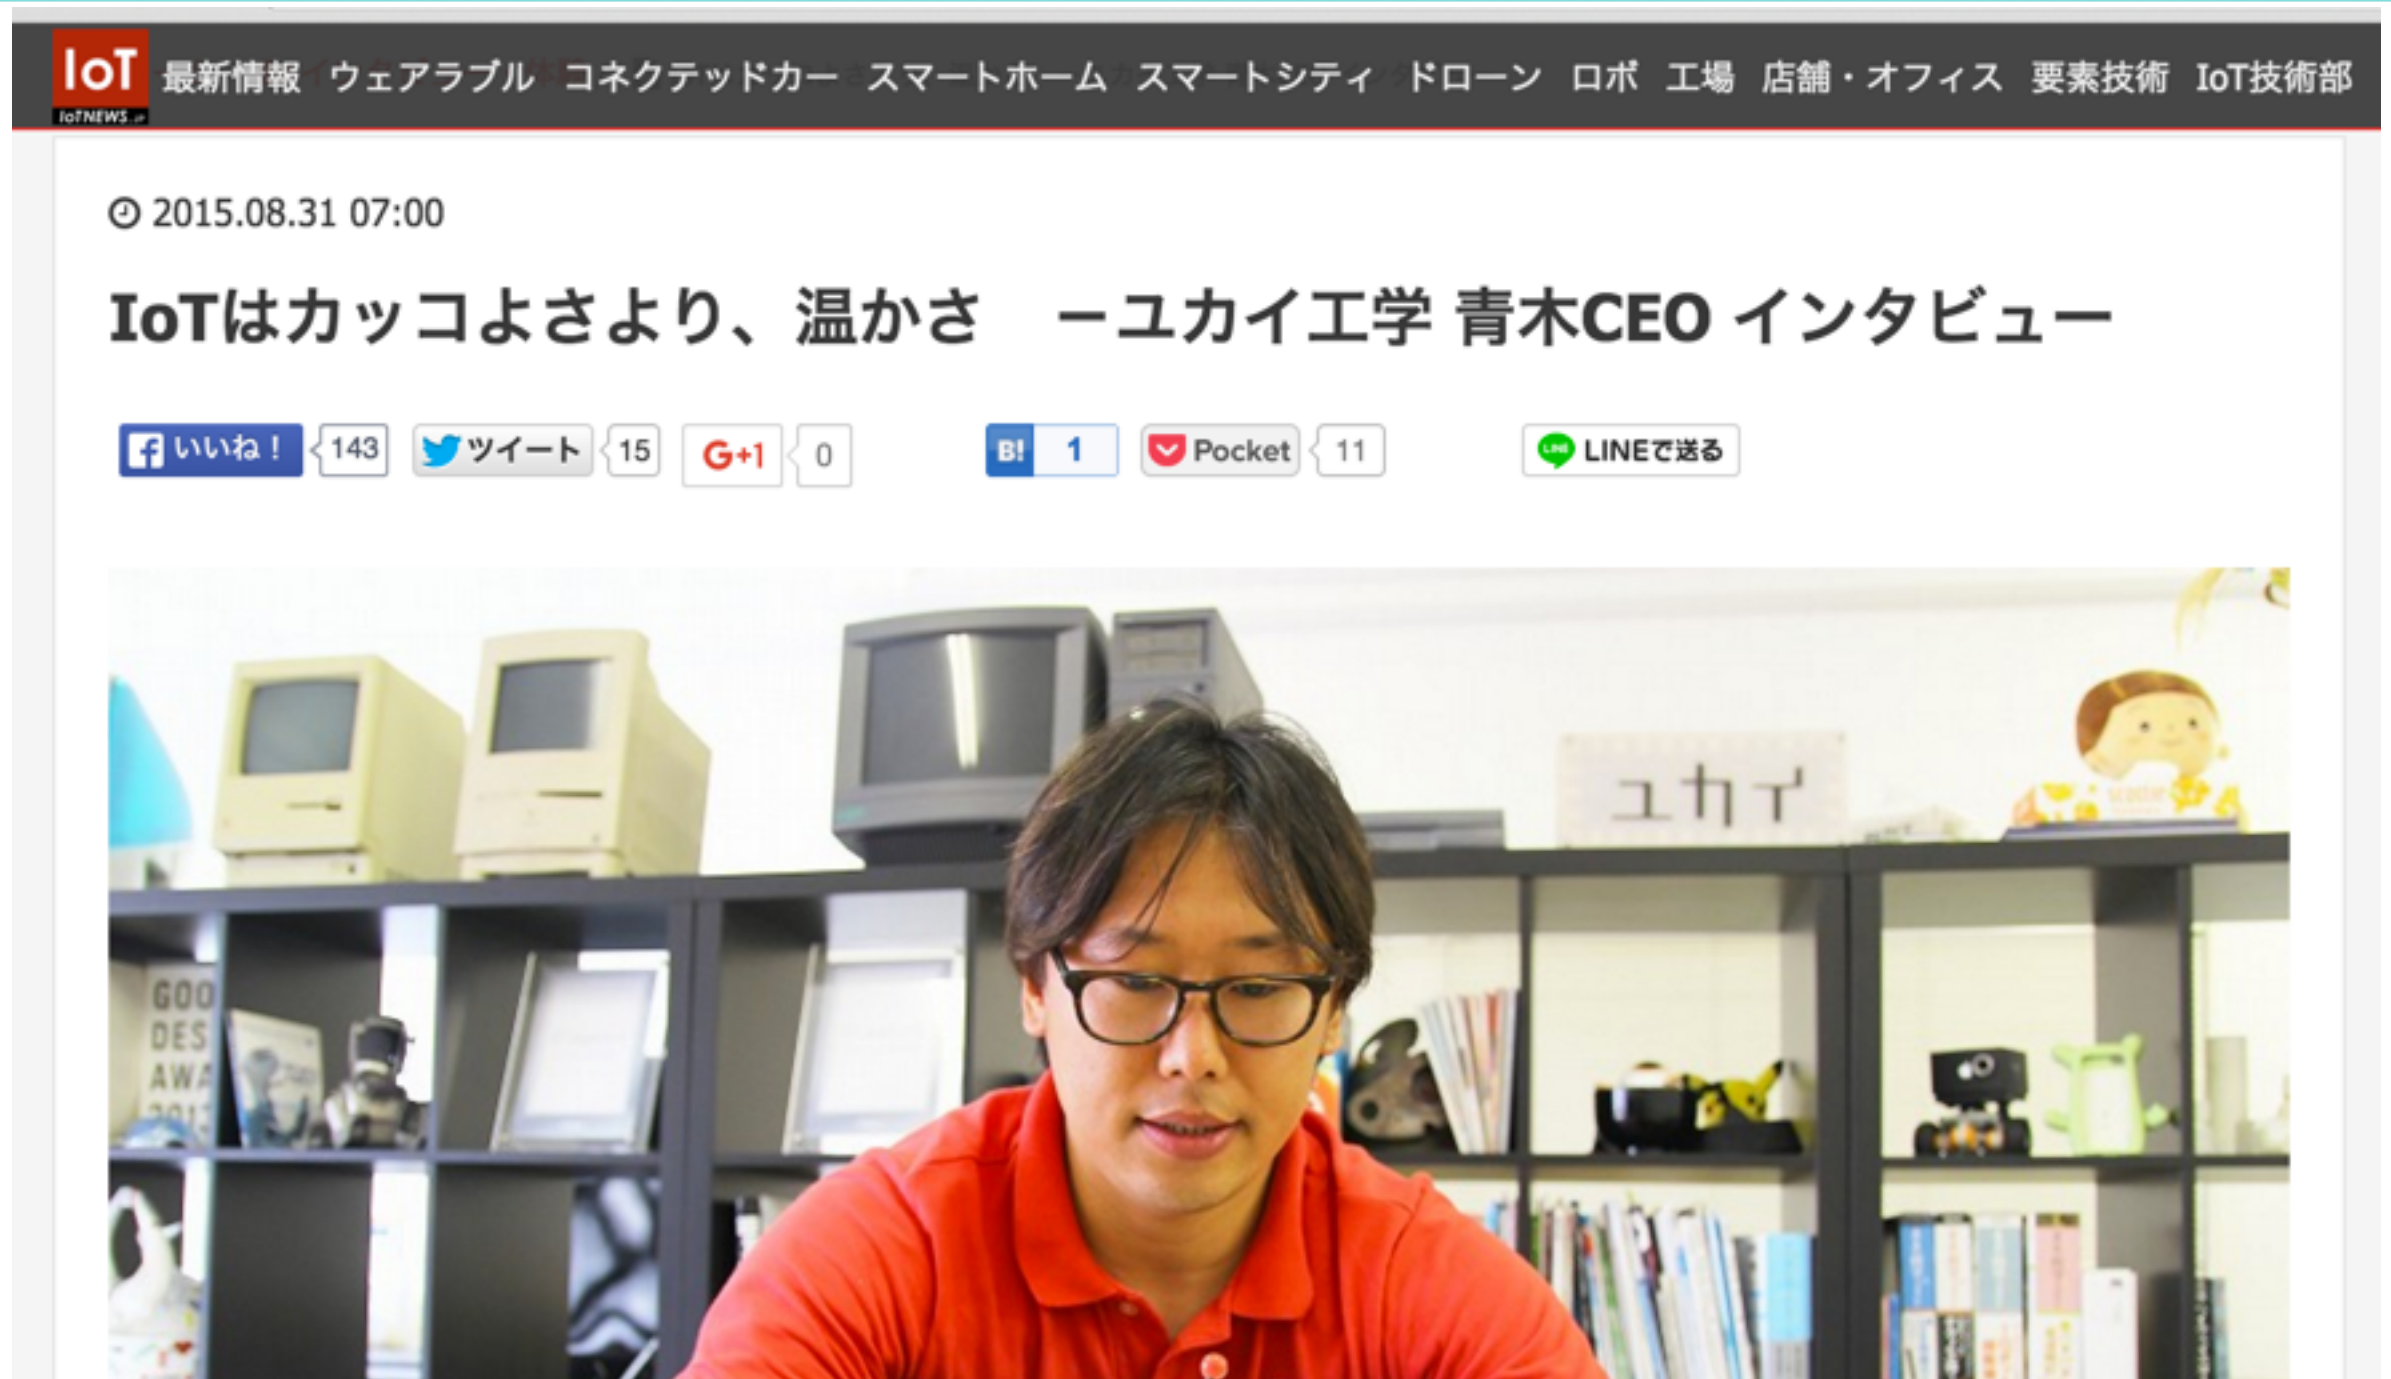 IoT
IoTNEWS.JP
最新情報 ウェアラブル コネクテッドカー スマートホーム スマートシティ ドローン ロボ 工場 店舗・オフィス 要素技術 IoT技術部
2015.08.31 07:00
IoTはカッコよさより、温かさ －ユカイ工学 青木CEO インタビュー
いいね！ 143 ツイート 15 G+1 0 B! 1 Pocket 11 LINE LINEで送る
ユカイ
GOO
DES
AWA
2012